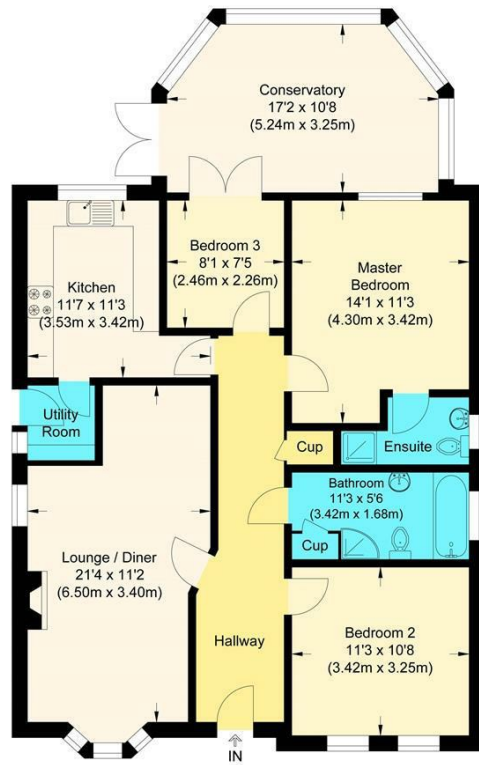 Conservatory
17'2 x 10'8
(5.24m x 3.25m)
Kitchen
11'7 x 11'3
(3.53m x 3.42m)
Bedroom 3
8'1 x 7'5
(2.46m x 2.26m)
Master
Bedroom
14'1 x 11'3
(4.30m x 3.42m)
Utility
Room
Cup
Ensuite
Bathroom
11'3 x 5'6
(3.42m x 1.68m)
Cup
Lounge / Diner
21'4 x 11'2
(6.50m x 3.40m)
Hallway
Bedroom 2
11'3 x 10'8
(3.42m x 3.25m)
IN